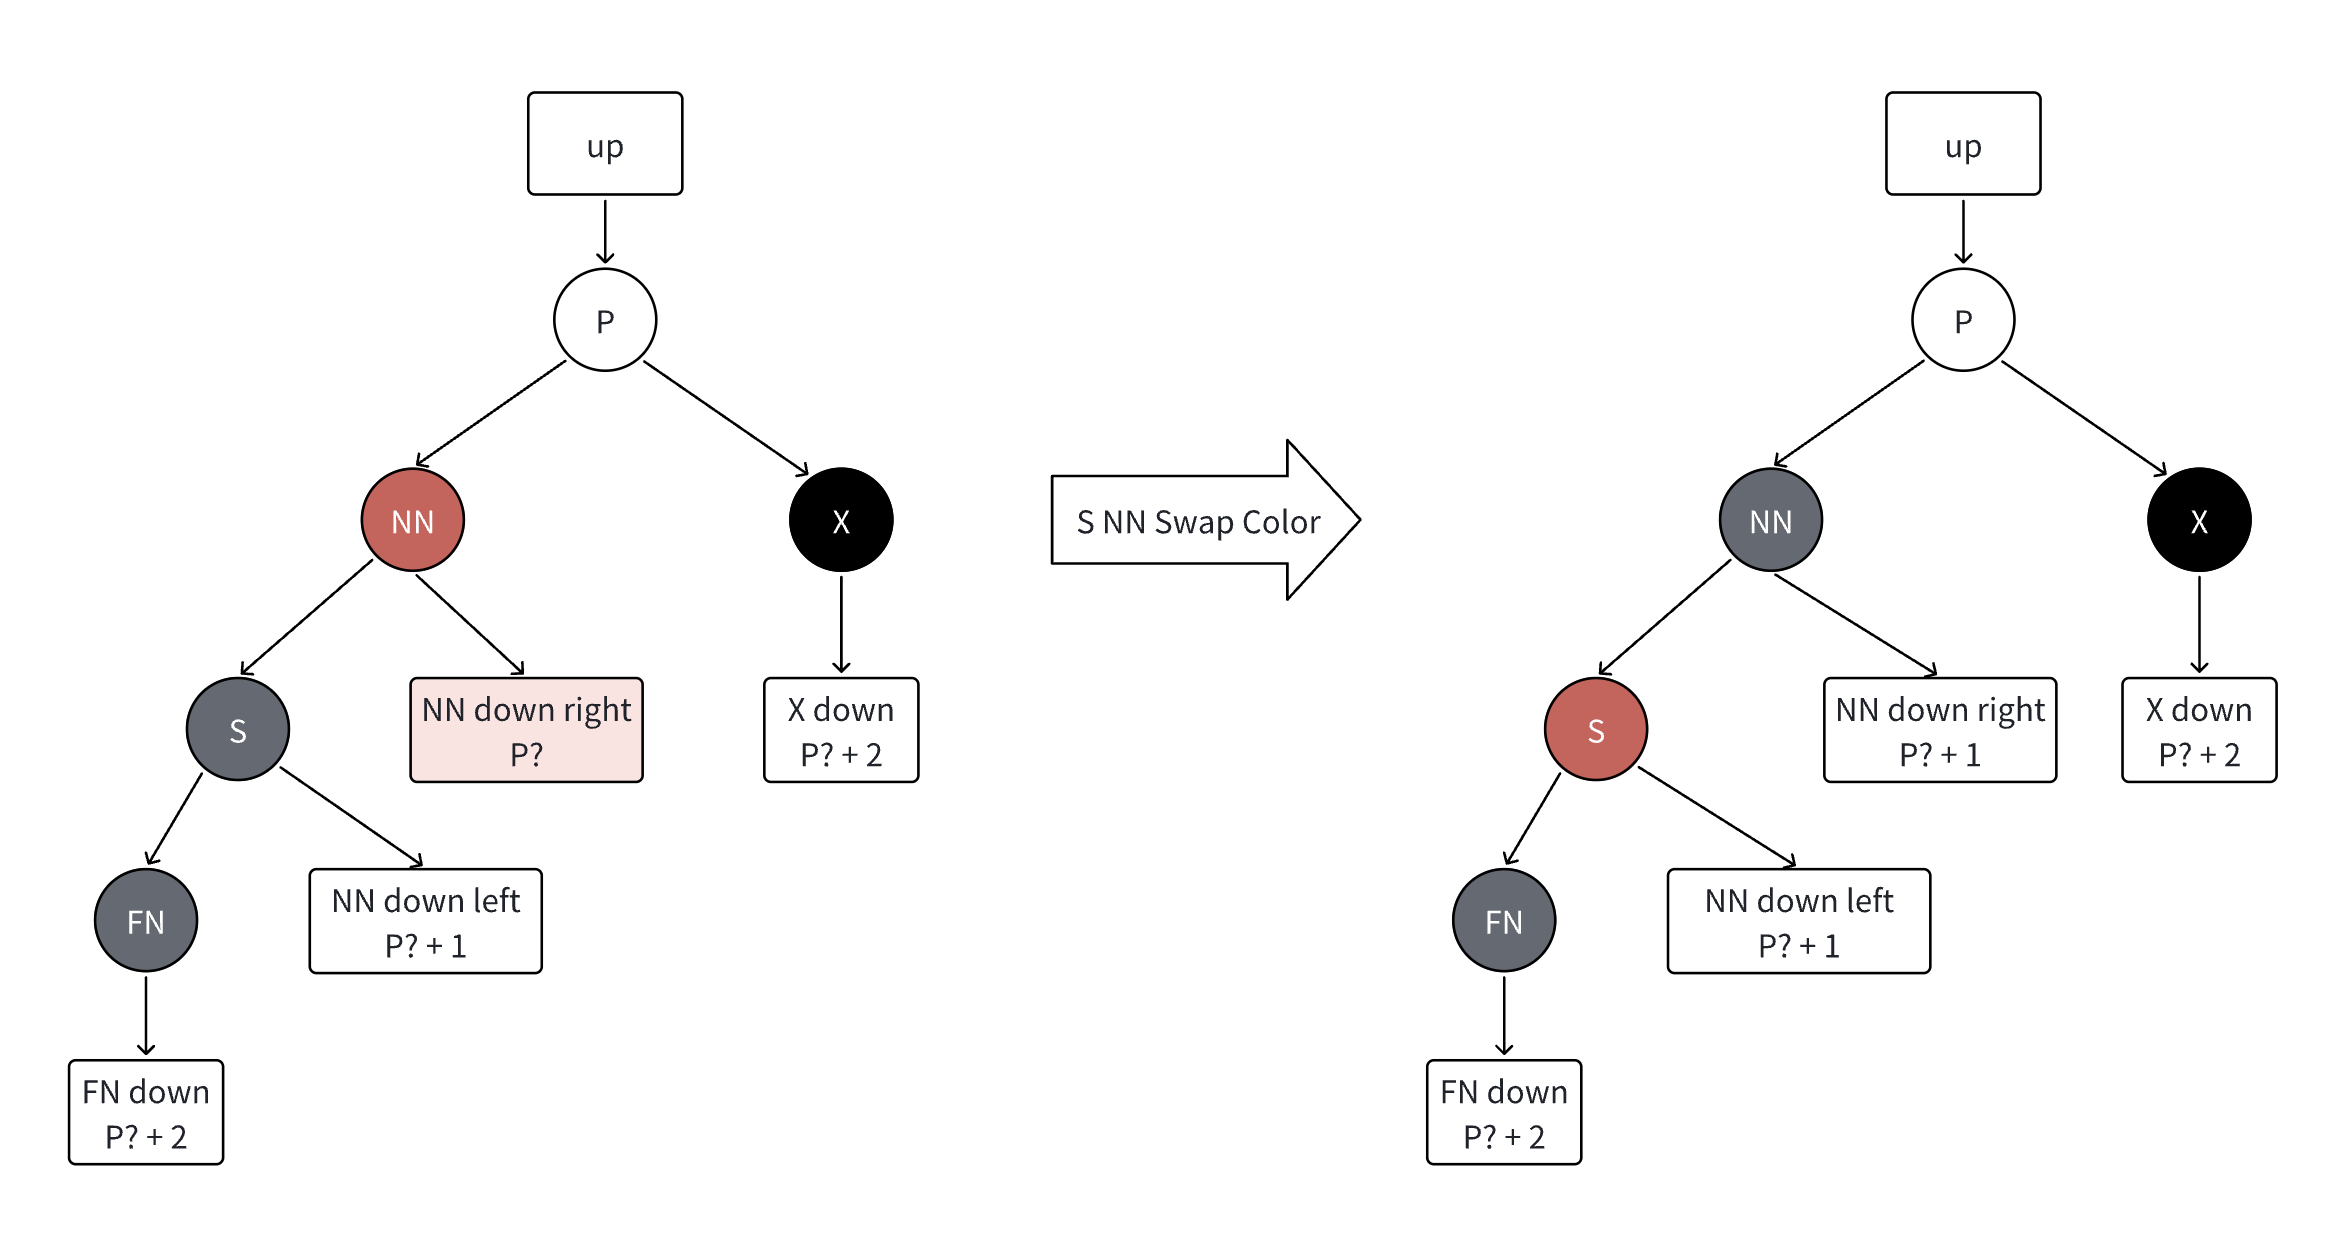 up
P
NN
X
S
NN down right
P?
X down
P? + 2
FN
NN down left
P? + 1
FN down
P? + 2
S NN Swap Color
up
P
NN
X
S
NN down right
P? + 1
X down
P? + 2
FN
NN down left
P? + 1
FN down
P? + 2